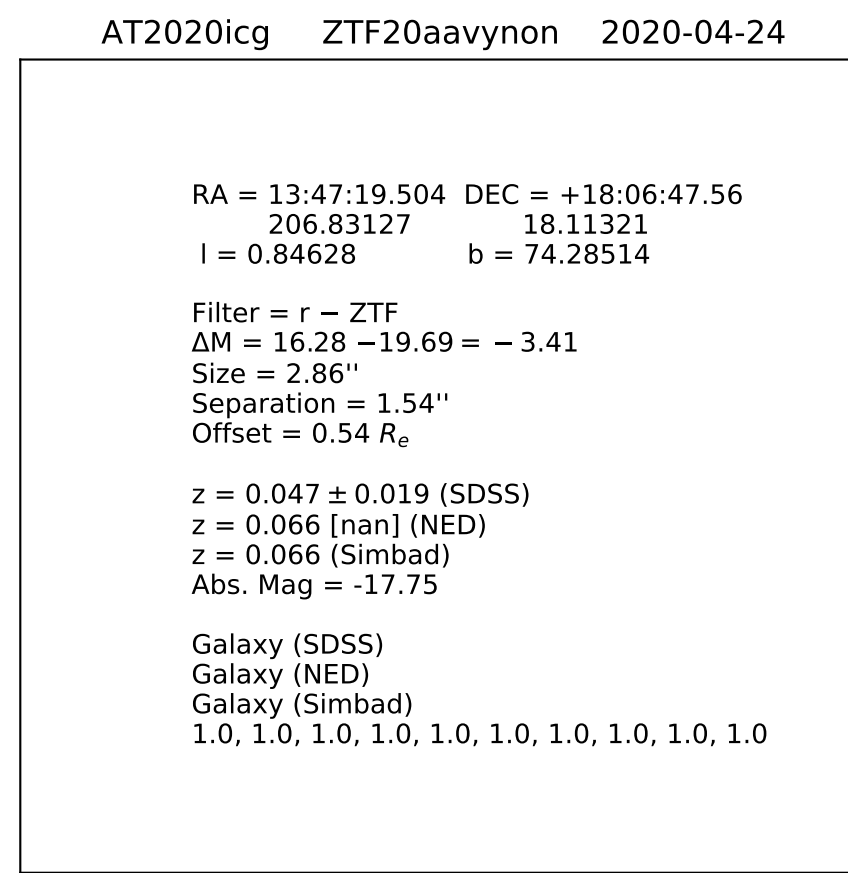 AT2020icg ZTF20aavynon 2020-04-24
RA = 13:47:19.504 DEC = +18:06:47.56
206.83127 18.11321
l = 0.84628 b = 74.28514
Filter = r − ZTF
ΔM = 16.28 −19.69 = − 3.41
Size = 2.86''
Separation = 1.54''
Offset = 0.54 Re
z = 0.047 ± 0.019 (SDSS)
z = 0.066 [nan] (NED)
z = 0.066 (Simbad)
Abs. Mag = -17.75
Galaxy (SDSS)
Galaxy (NED)
Galaxy (Simbad)
1.0, 1.0, 1.0, 1.0, 1.0, 1.0, 1.0, 1.0, 1.0, 1.0